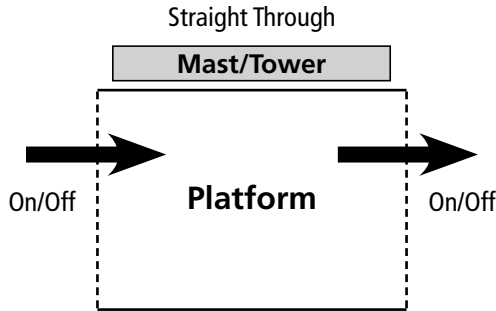 Straight Through
Mast/Tower
On/Off
Platform
On/Off